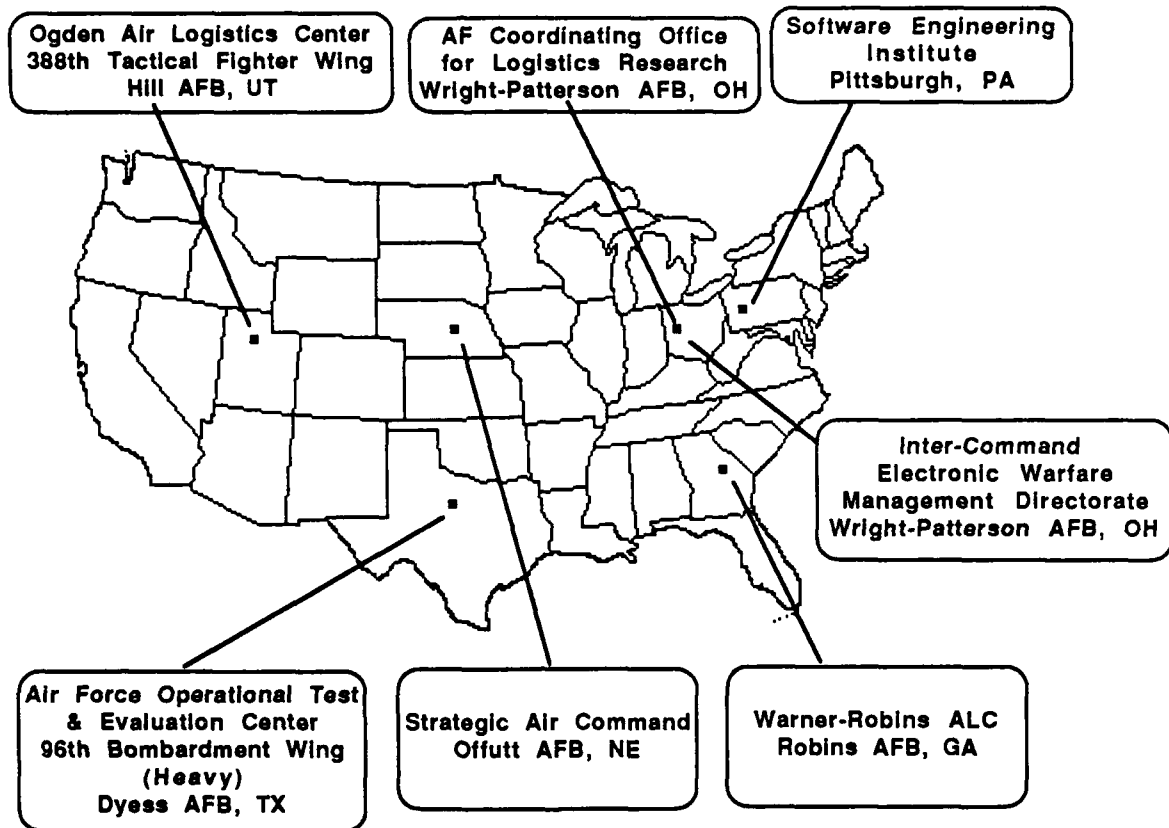 Ogden Air Logistics Center
388th Tactical Fighter Wing
Hill AFB, UT
AF Coordinating Office
for Logistics Research
Wright-Patterson AFB, OH
Software Engineering
Institute
Pittsburgh, PA
Inter-Command
Electronic Warfare
Management Directorate
Wright-Patterson AFB, OH
Air Force Operational Test
& Evaluation Center
96th Bombardment Wing
(Heavy)
Dyess AFB, TX
Strategic Air Command
Offutt AFB, NE
Warner-Robins ALC
Robins AFB, GA